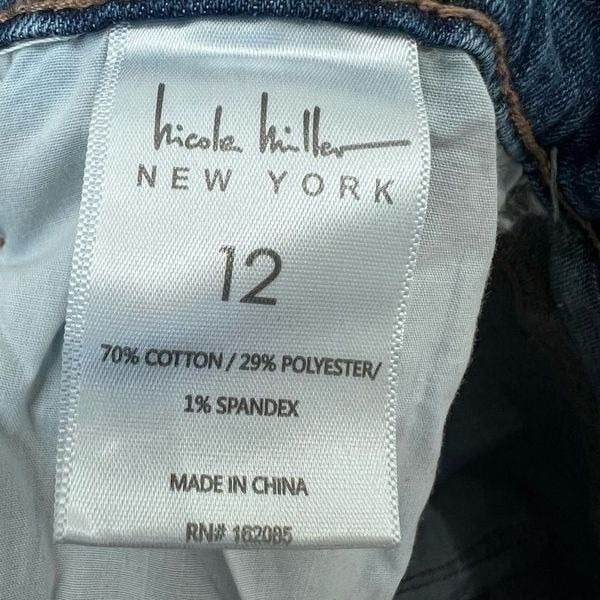 Nicole Miller
NEW YORK
12
70% COTTON / 29% POLYESTER/
1% SPANDEX
MADE IN CHINA
RN# 162085